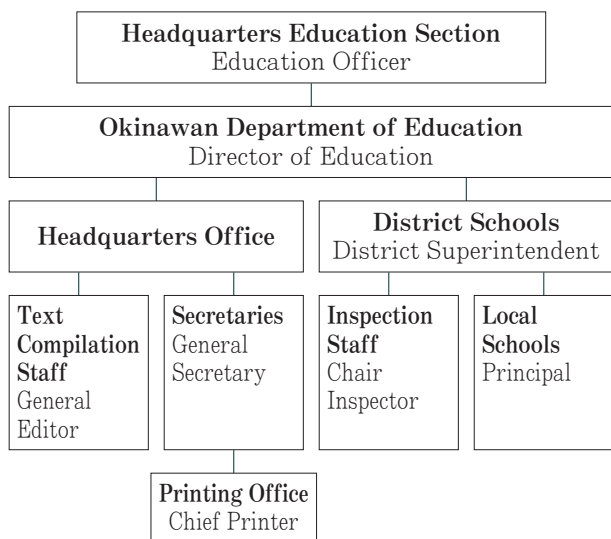 Headquarters Education Section
Education Officer
Okinawan Department of Education
Director of Education
Headquarters Office
District Schools
District Superintendent
Text
Compilation
Staff
General
Editor
Secretaries
General
Secretary
Inspection
Staff
Chair
Inspector
Local
Schools
Principal
Printing Office
Chief Printer